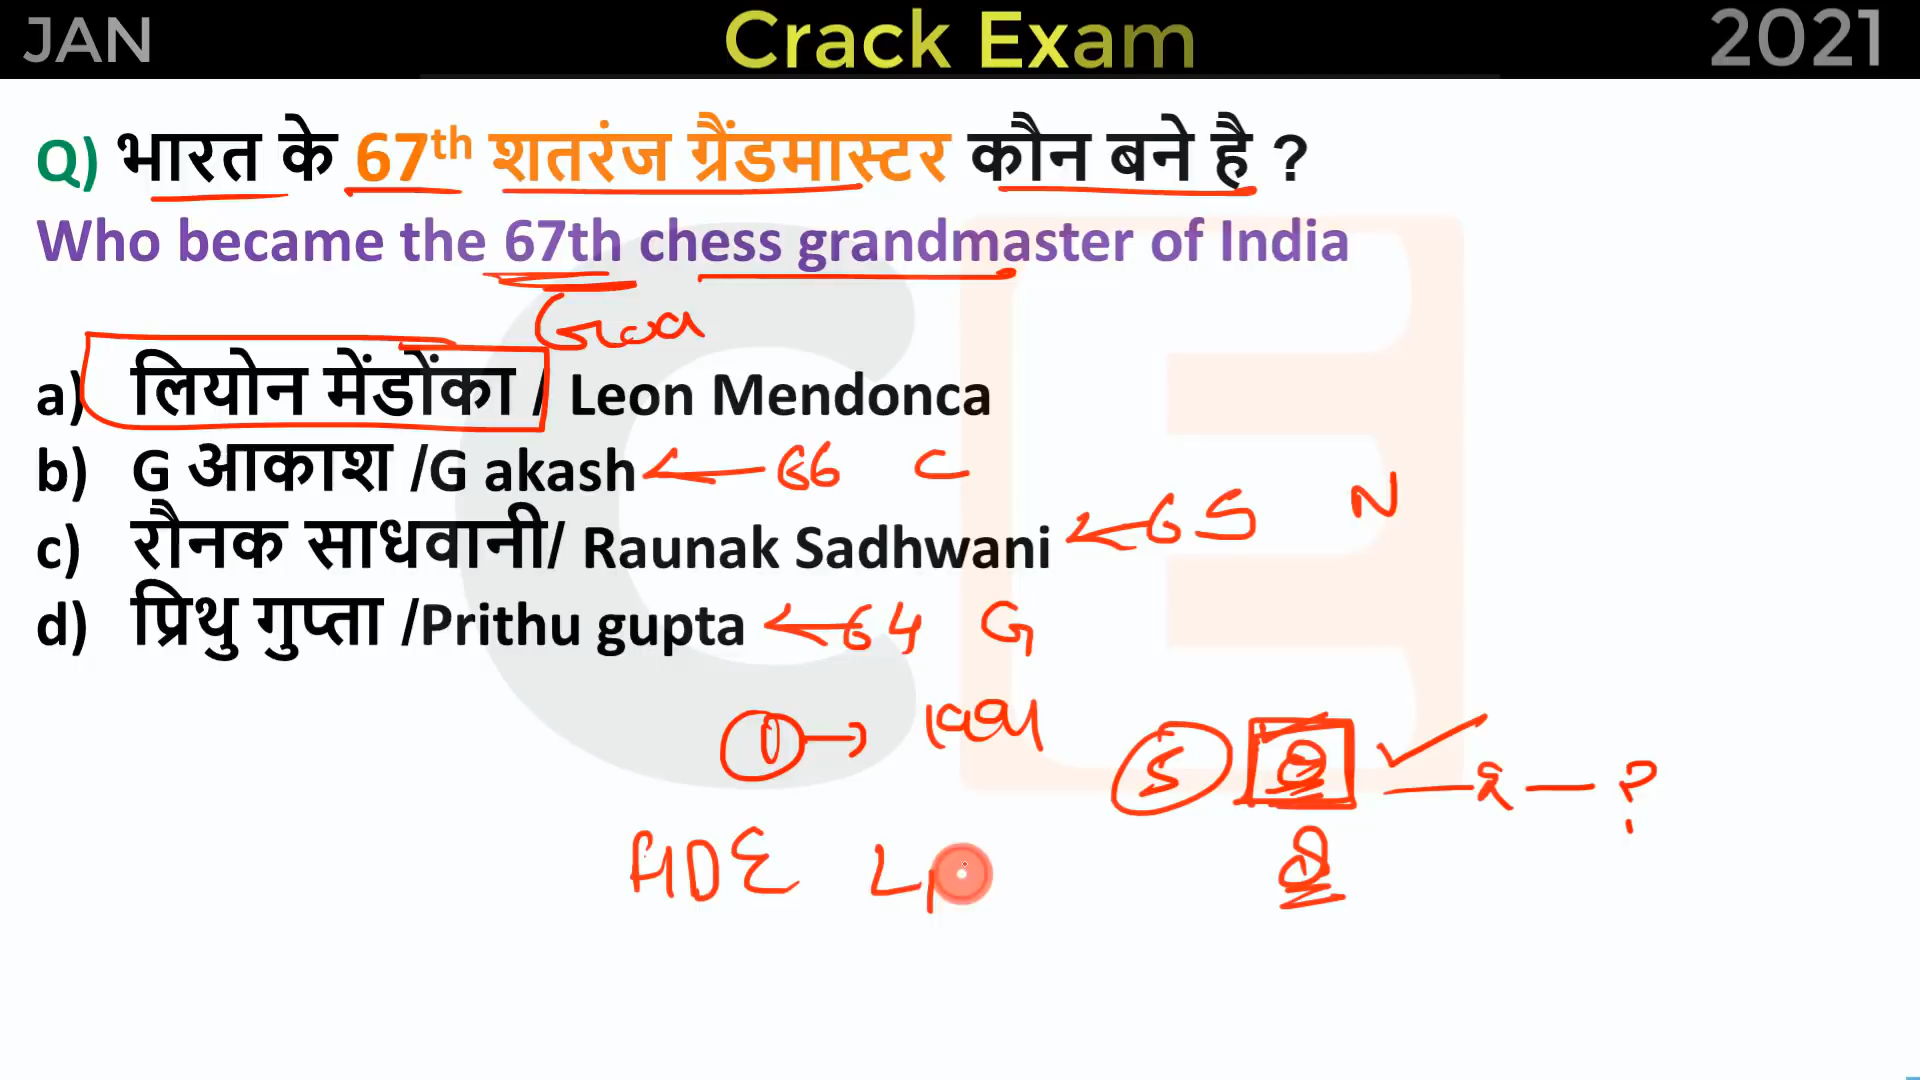 JAN Crack Exam 2021
Q) भारत के 67th शतरंज ग्रैंडमास्टर कौन बने है ?
Who became the 67th chess grandmaster of India
Goa
a) लियोन मेंडोंका / Leon Mendonca
b) G आकाश /G akash 66 C
c) रौनक साधवानी/ Raunak Sadhwani 65 N
d) प्रिथु गुप्ता /Prithu gupta 64 G